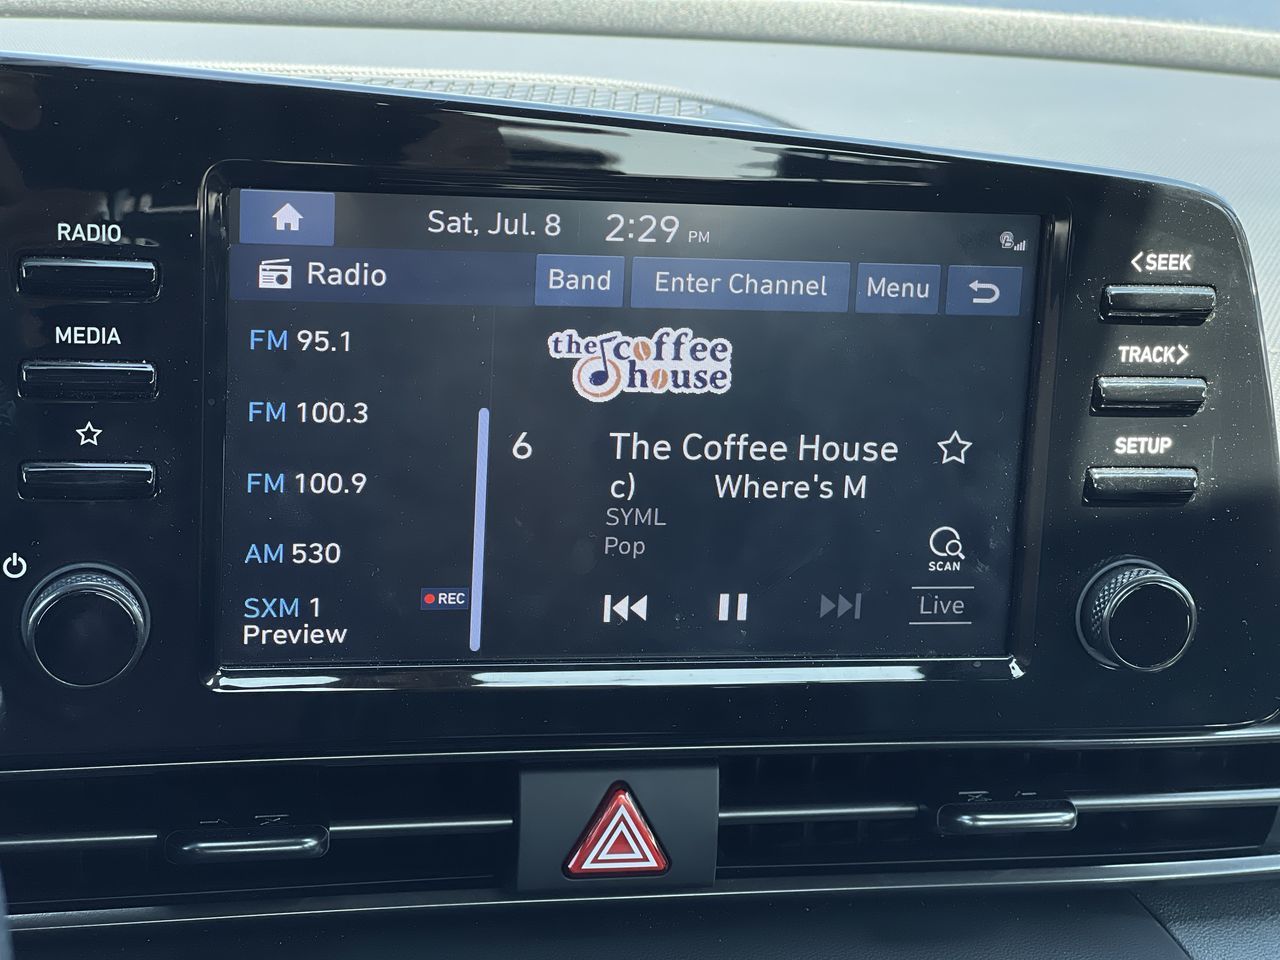 Sat, Jul. 8 2:29 PM
RADIO
Radio
Band
Enter Channel
Menu
<SEEK
MEDIA
FM 95.1
the coffee
house
TRACK>
FM 100.3
6 The Coffee House
SETUP
FM 100.9
c) Where's M
SYML
Pop
AM 530
SCAN
SXM 1
REC
Live
Preview